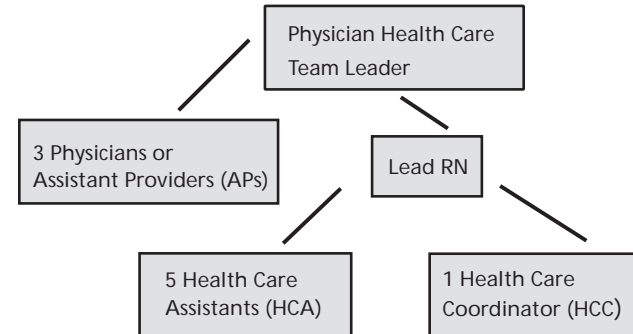 Physician Health Care
Team Leader
3 Physicians or
Assistant Providers (APs)
Lead RN
5 Health Care
Assistants (HCA)
1 Health Care
Coordinator (HCC)